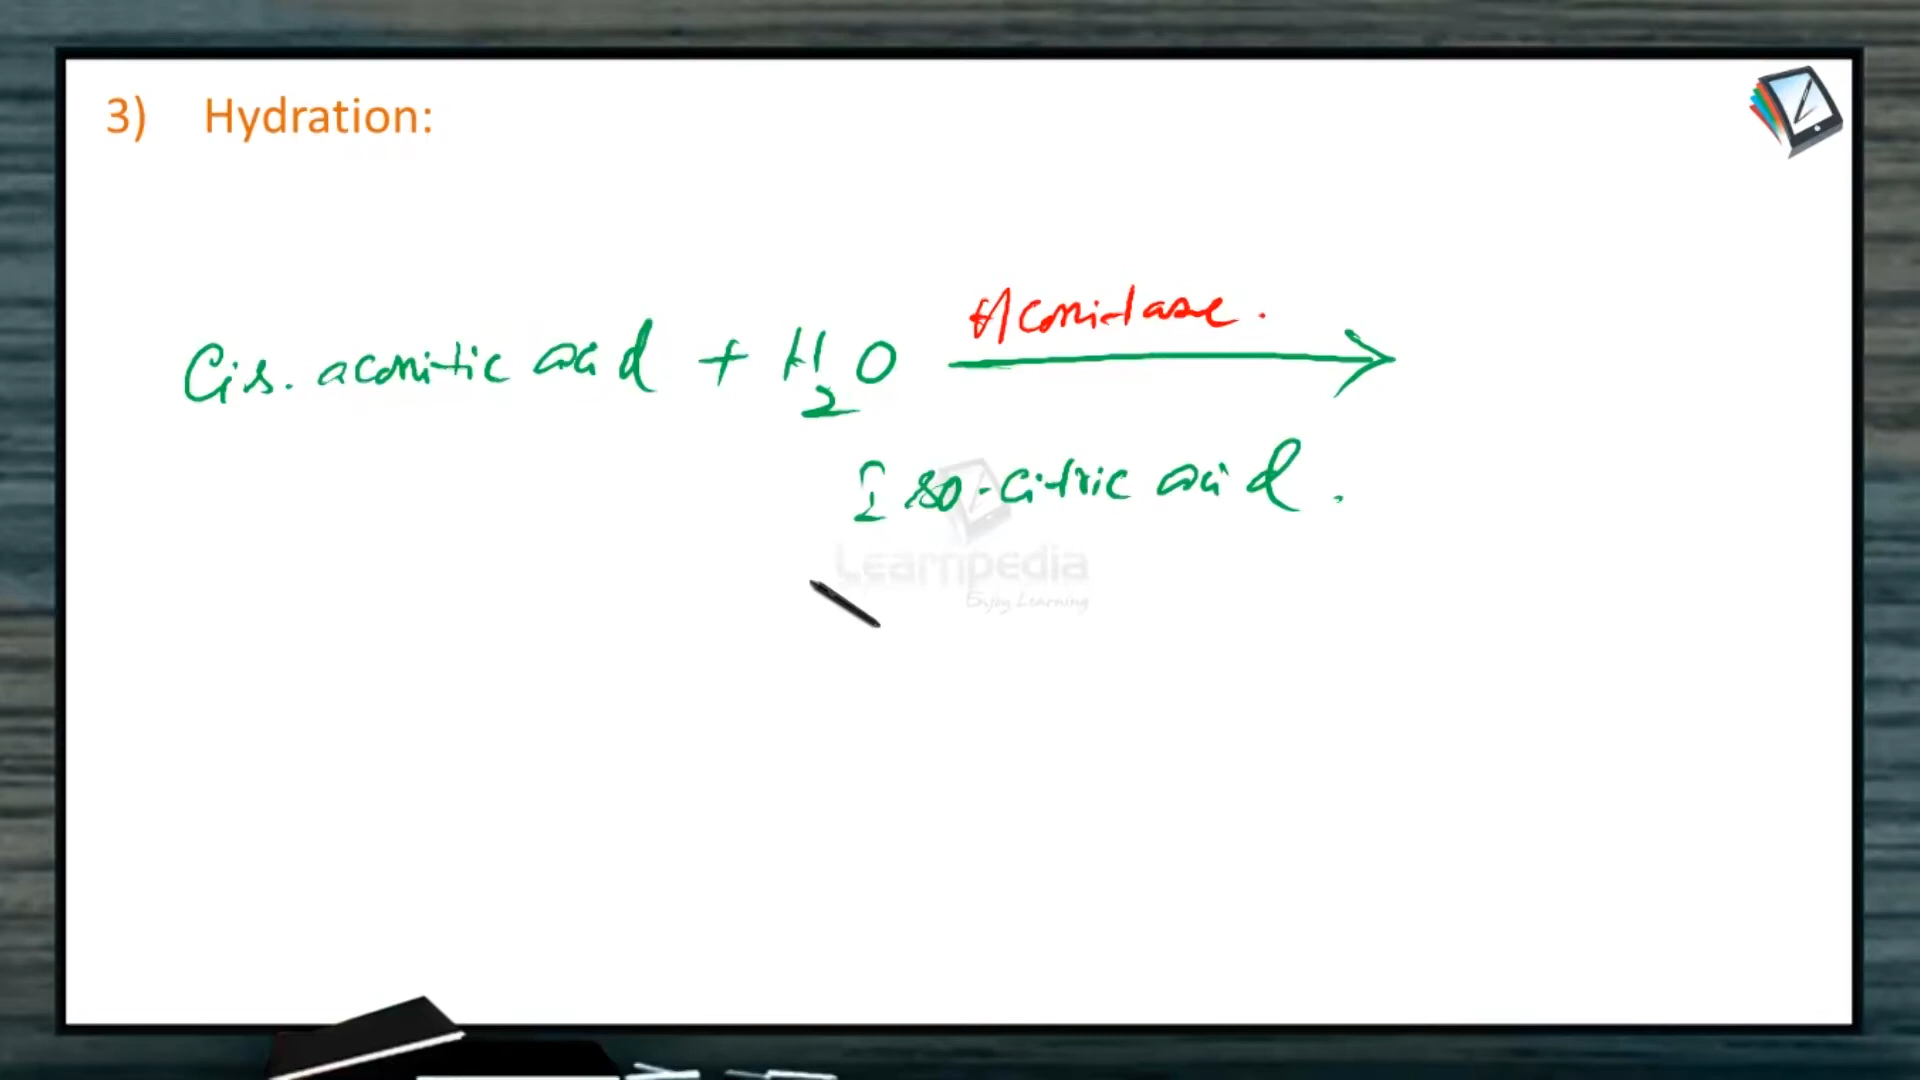 3) Hydration:
Aconitase.
Cis. aconitic acid + H₂O
Iso-citric acid.
Learnpedia
Enjoy Learning